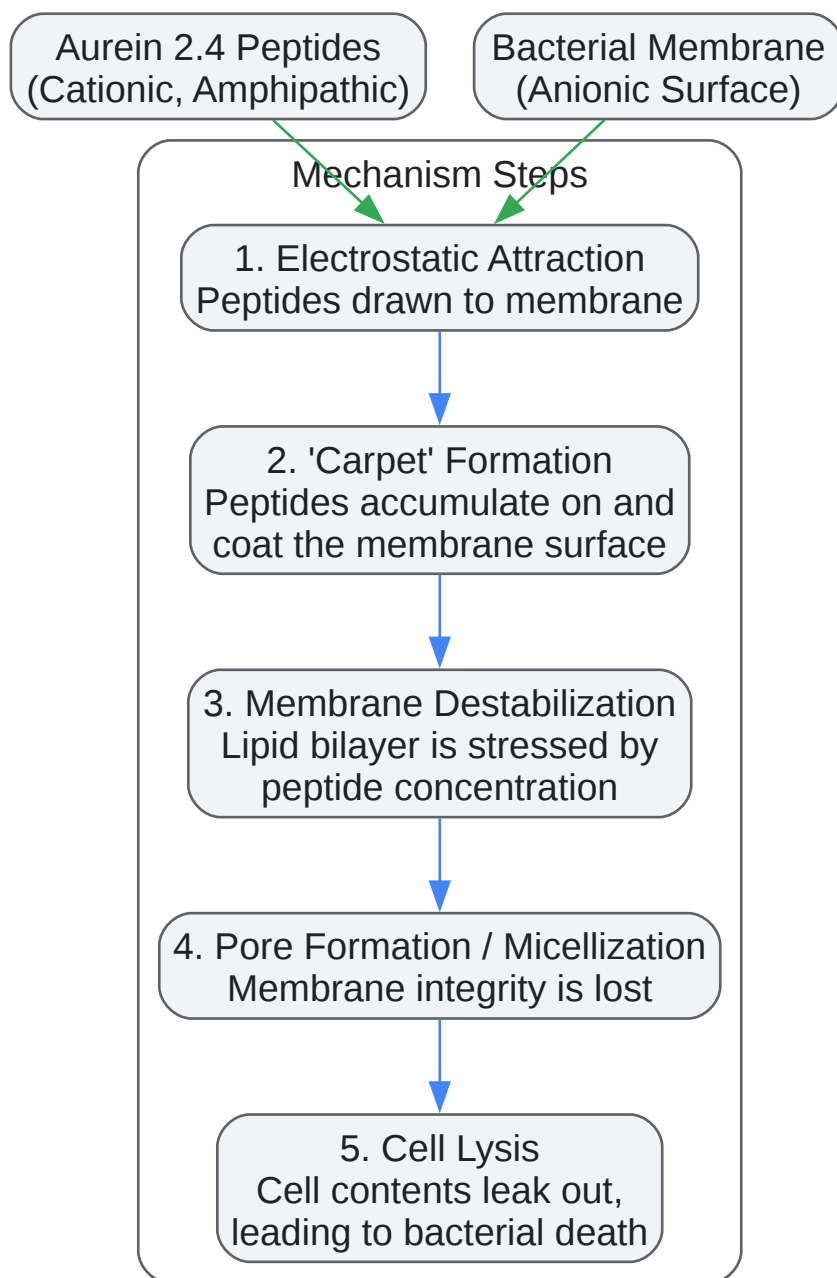 Aurein 2.4 Peptides
(Cationic, Amphipathic)
Bacterial Membrane
(Anionic Surface)
Mechanism Steps
1. Electrostatic Attraction
Peptides drawn to membrane
2. 'Carpet' Formation
Peptides accumulate on and
coat the membrane surface
3. Membrane Destabilization
Lipid bilayer is stressed by
peptide concentration
4. Pore Formation / Micellization
Membrane integrity is lost
5. Cell Lysis
Cell contents leak out,
leading to bacterial death